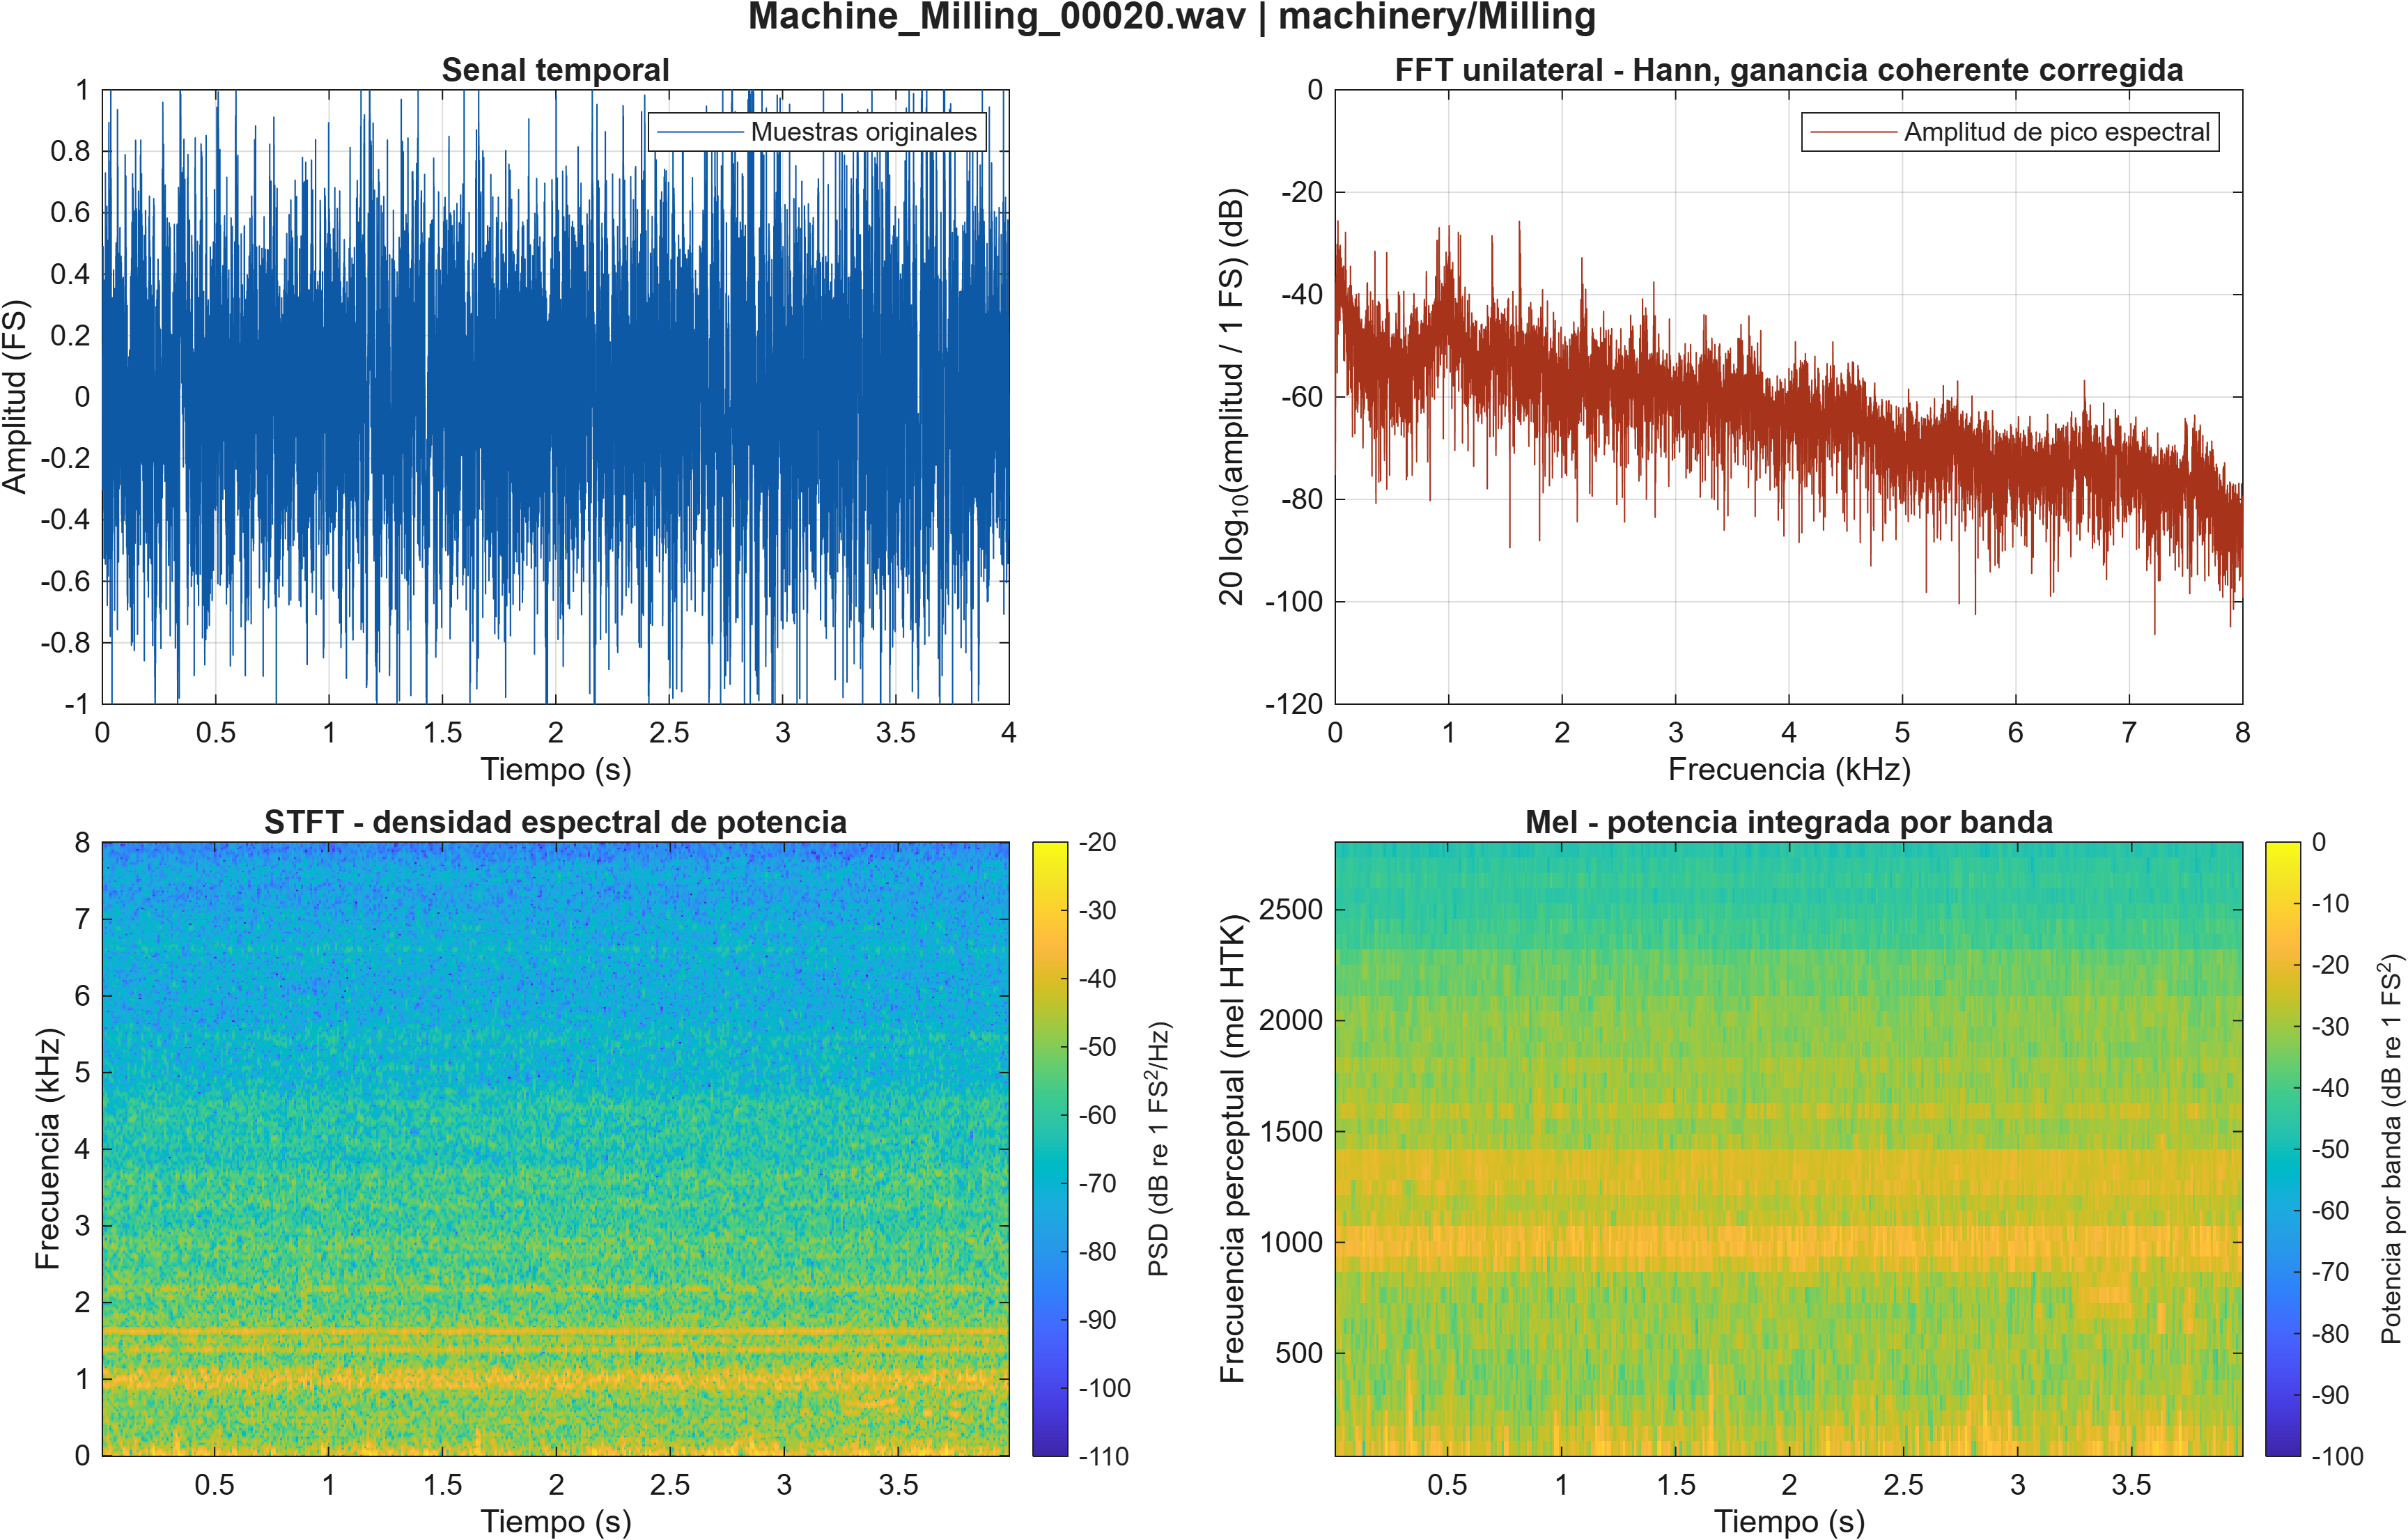 Machine_Milling_00020.wav | machinery/Milling
Senal temporal
1
0.8
0.6
0.4
0.2
0
-0.2
-0.4
-0.6
-0.8
-1
Amplitud (FS)
Muestras originales
0 0.5 1 1.5 2 2.5 3 3.5 4
Tiempo (s)
FFT unilateral - Hann, ganancia coherente corregida
0
-20
-40
-60
-80
-100
-120
20 log10(amplitud / 1 FS) (dB)
Amplitud de pico espectral
0 1 2 3 4 5 6 7 8
Frecuencia (kHz)
STFT - densidad espectral de potencia
8
7
6
5
4
3
2
1
0
Frecuencia (kHz)
0.5 1 1.5 2 2.5 3 3.5
Tiempo (s)
-20
-30
-40
-50
-60
-70
-80
-90
-100
-110
PSD (dB re 1 FS²/Hz)
Mel - potencia integrada por banda
2500
2000
1500
1000
500
Frecuencia perceptual (mel HTK)
0.5 1 1.5 2 2.5 3 3.5
Tiempo (s)
0
-10
-20
-30
-40
-50
-60
-70
-80
-90
-100
Potencia por banda (dB re 1 FS²)